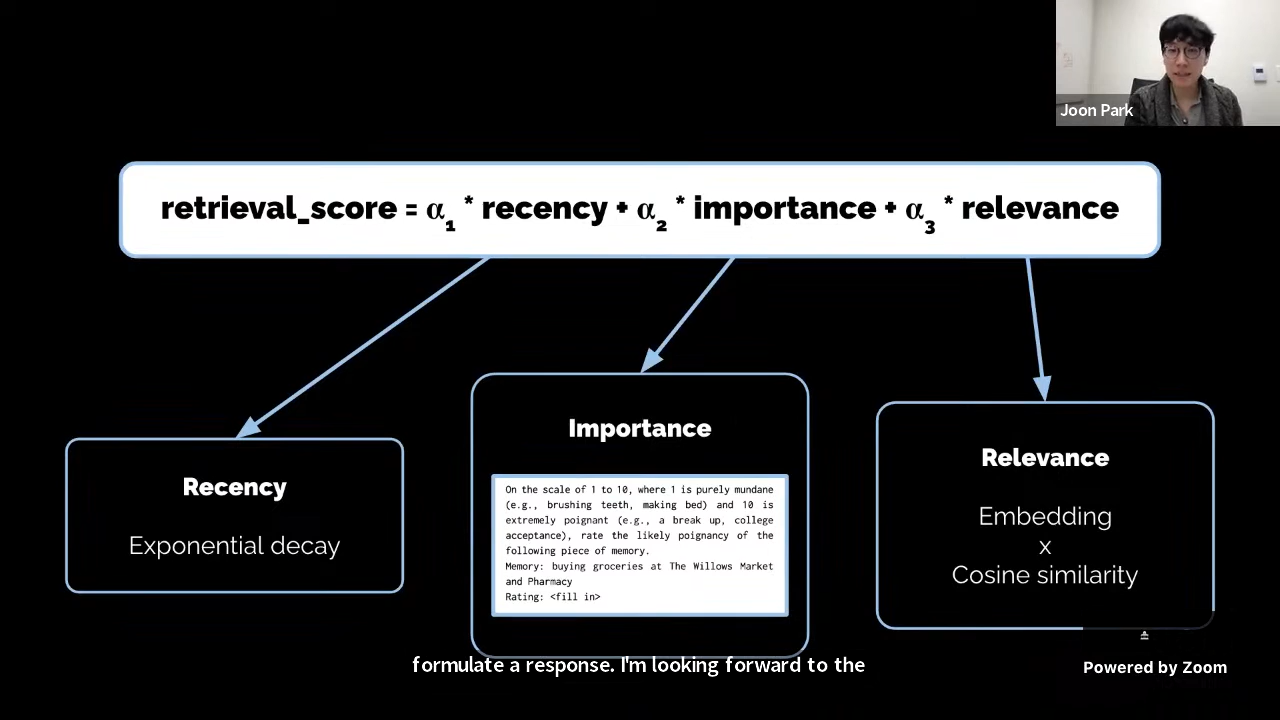 Joon Park
retrieval_score = α₁ * recency + α₂ * importance + α₃ * relevance
Recency
Exponential decay
Importance
On the scale of 1 to 10, where 1 is purely mundane
(e.g., brushing teeth, making bed) and 10 is
extremely poignant (e.g., a break up, college
acceptance), rate the likely poignancy of the
following piece of memory.
Memory: buying groceries at The Willows Market
and Pharmacy
Rating: <fill in>
Relevance
Embedding
x
Cosine similarity
formulate a response. I'm looking forward to the
Powered by Zoom